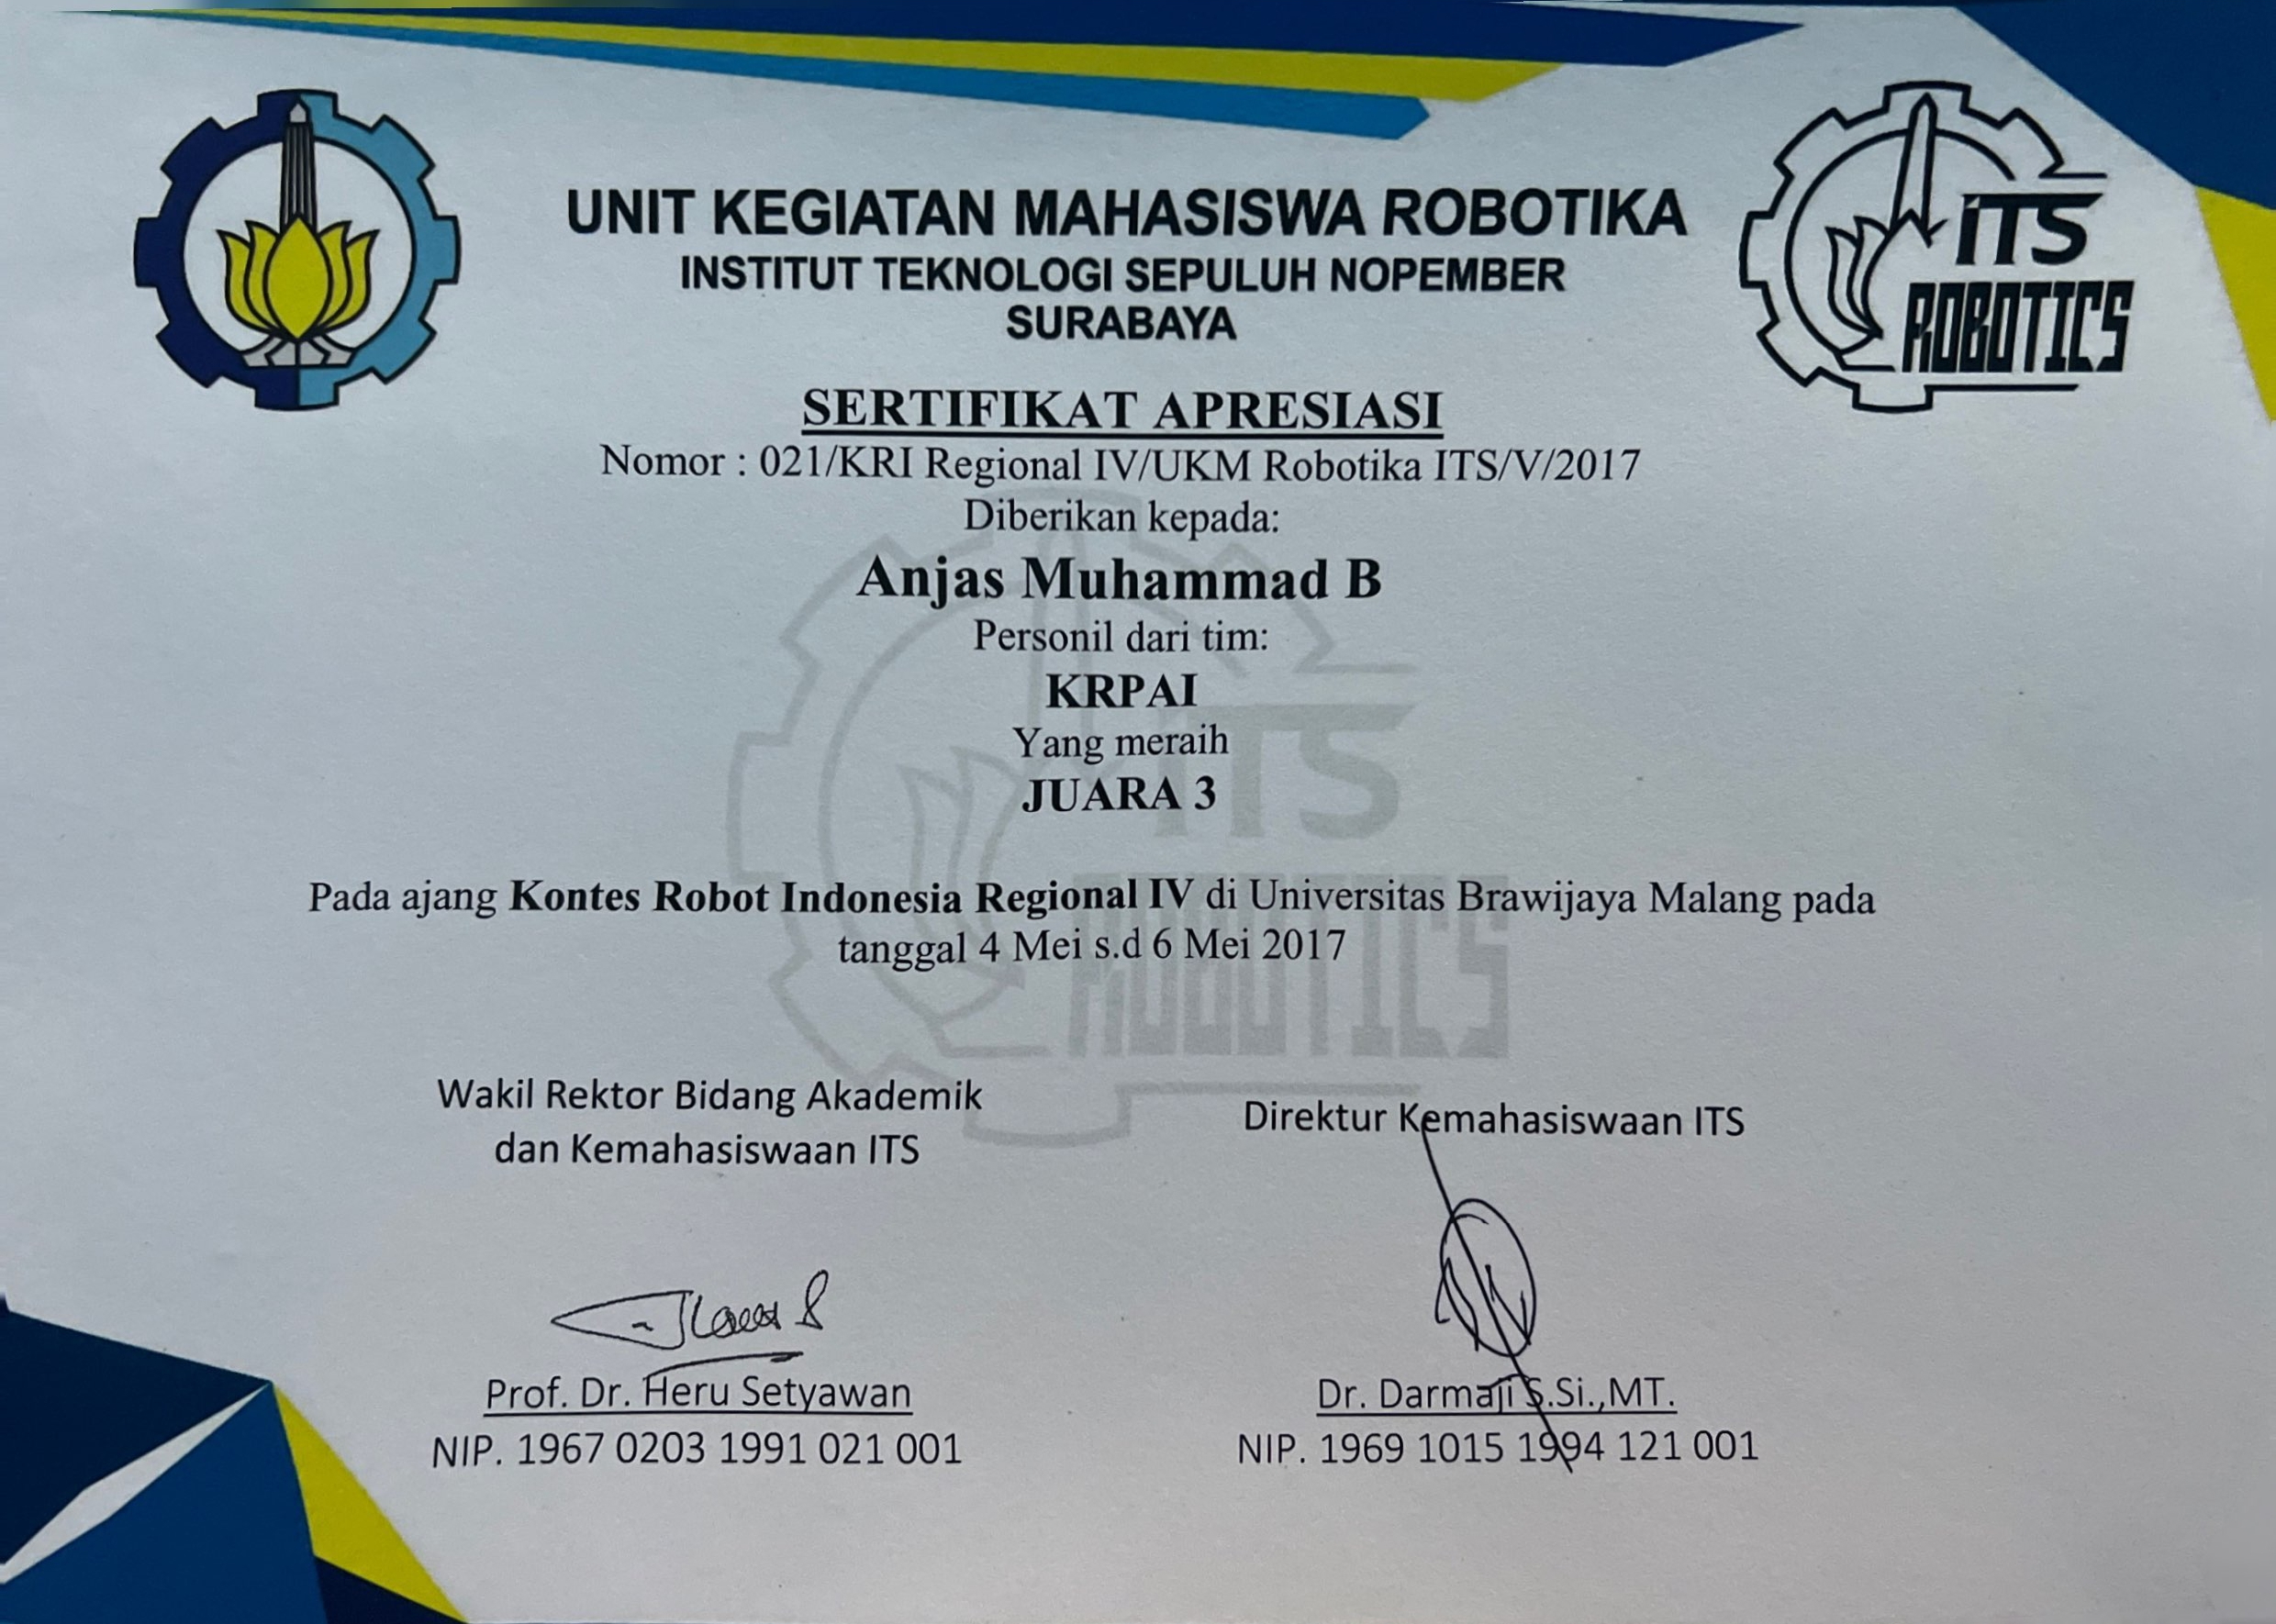 UNIT KEGIATAN MAHASISWA ROBOTIKA
INSTITUT TEKNOLOGI SEPULUH NOPEMBER
SURABAYA
ITS
ROBOTICS
SERTIFIKAT APRESIASI
Nomor : 021/KRI Regional IV/UKM Robotika ITS/V/2017
Diberikan kepada:
Anjas Muhammad B
Personil dari tim:
KRPAI
Yang meraih
JUARA 3
ITS
ROBOTICS
Pada ajang Kontes Robot Indonesia Regional IV di Universitas Brawijaya Malang pada
tanggal 4 Mei s.d 6 Mei 2017
Wakil Rektor Bidang Akademik
dan Kemahasiswaan ITS
Prof. Dr. Heru Setyawan
NIP. 1967 0203 1991 021 001
Direktur Kemahasiswaan ITS
Dr. Darmaji S.Si.,MT.
NIP. 1969 1015 1994 121 001